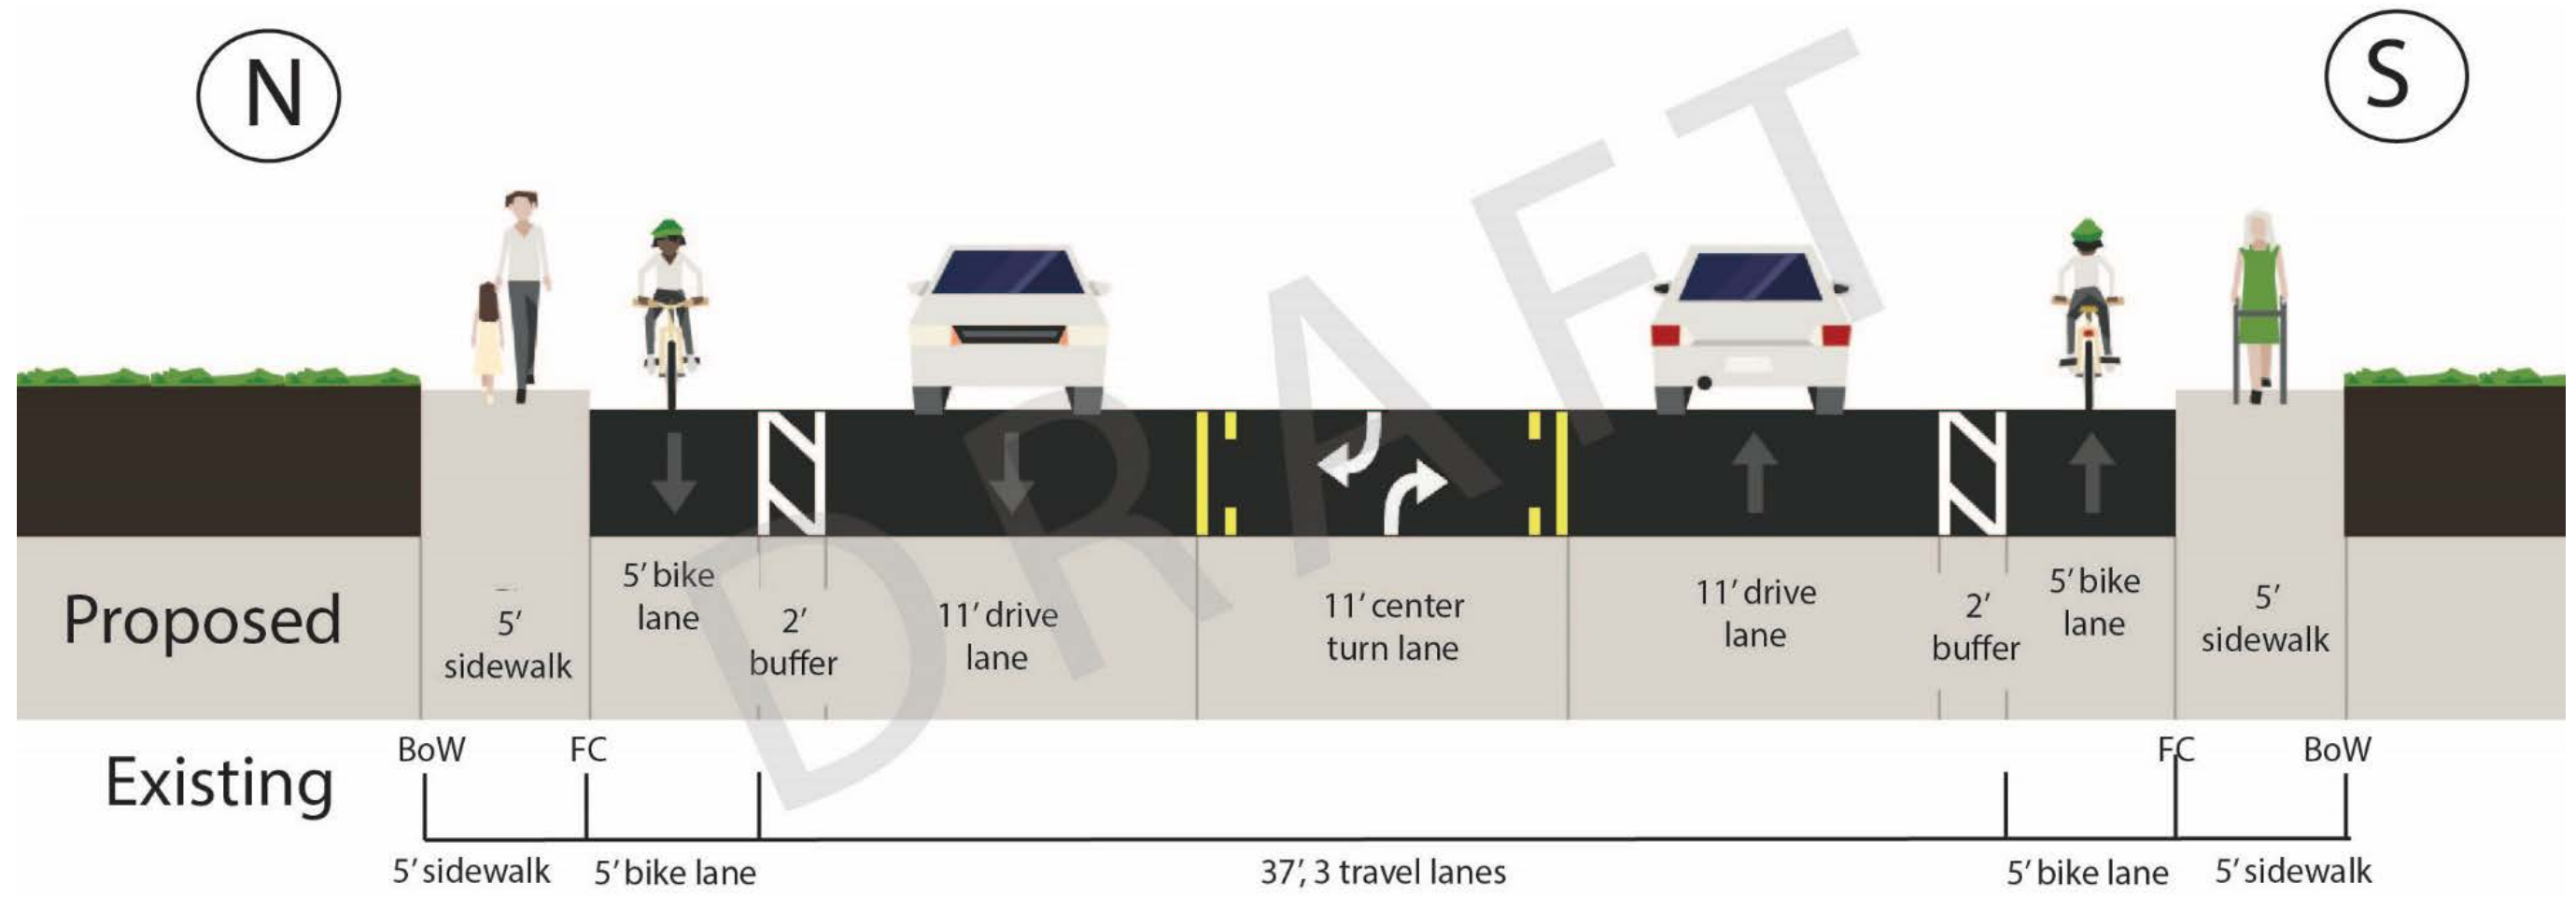 N
S
DRAFT
Proposed
5'
sidewalk
5' bike
lane
2'
buffer
11' drive
lane
11' center
turn lane
11' drive
lane
2'
buffer
5' bike
lane
5'
sidewalk
Existing
BoW
FC
FC
BoW
5' sidewalk
5' bike lane
37', 3 travel lanes
5' bike lane
5' sidewalk